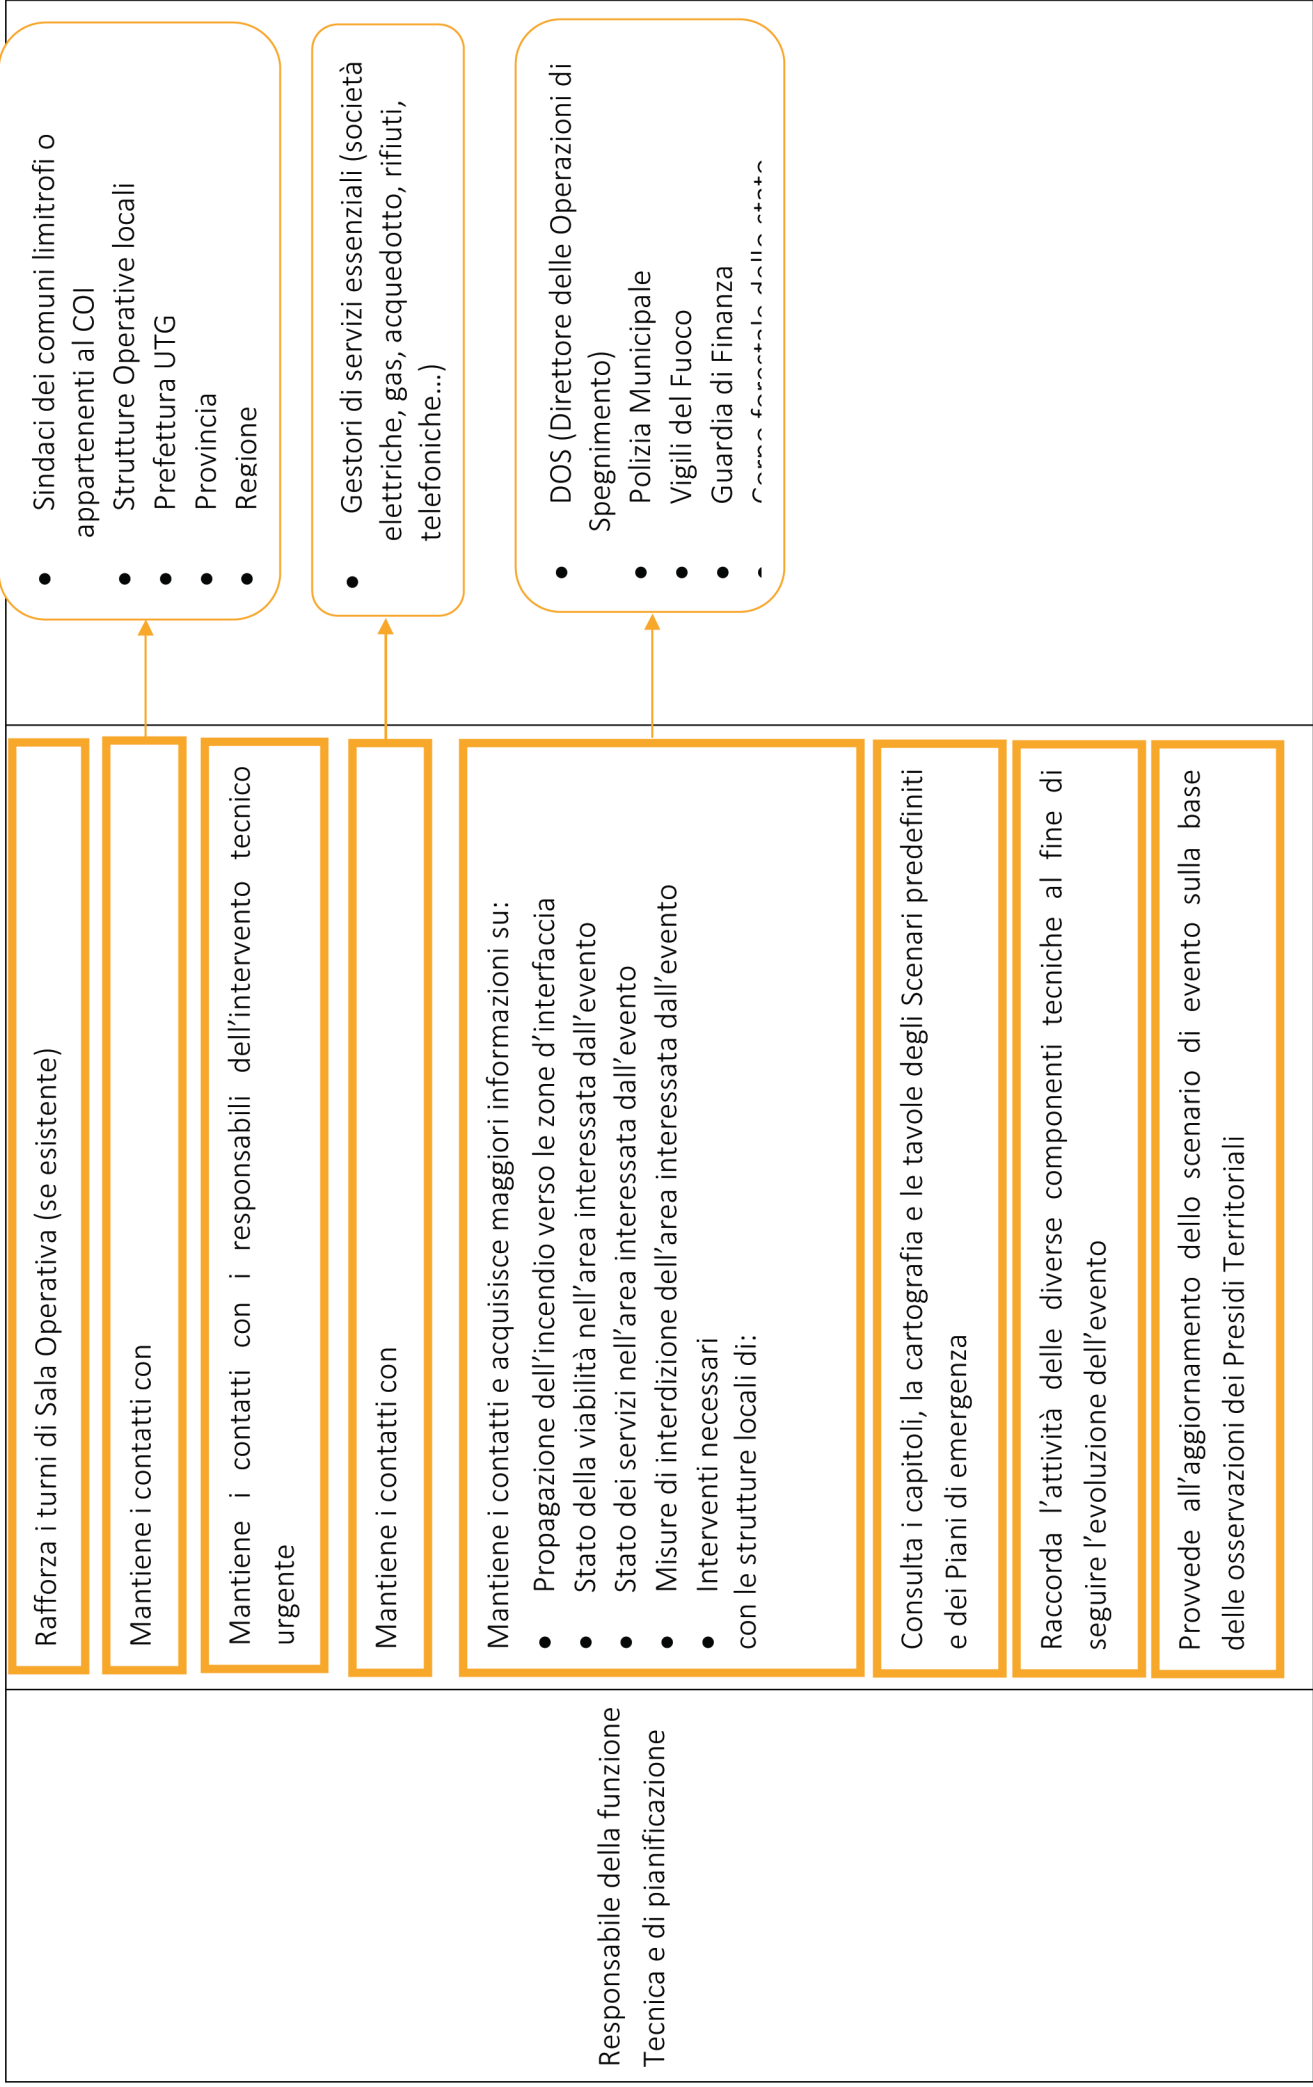 Responsabile della funzione
Tecnica e di pianificazione
Rafforza i turni di Sala Operativa (se esistente)
Mantiene i contatti con
Mantiene i contatti con i responsabili dell'intervento tecnico
urgente
Mantiene i contatti con
Mantiene i contatti e acquisisce maggiori informazioni su:
• Propagazione dell'incendio verso le zone d'interfaccia
• Stato della viabilità nell'area interessata dall'evento
• Stato dei servizi nell'area interessata dall'evento
• Misure di interdizione dell'area interessata dall'evento
• Interventi necessari
con le strutture locali di:
Consulta i capitoli, la cartografia e le tavole degli Scenari predefiniti
e dei Piani di emergenza
Raccorda l'attività delle diverse componenti tecniche al fine di
seguire l'evoluzione dell'evento
Provvede all'aggiornamento dello scenario di evento sulla base
delle osservazioni dei Presidi Territoriali
• Sindaci dei comuni limitrofi o
appartenenti al COI
• Strutture Operative locali
• Prefettura UTG
• Provincia
• Regione
• Gestori di servizi essenziali (società
elettriche, gas, acquedotto, rifiuti,
telefoniche...)
• DOS (Direttore delle Operazioni di
Spegnimento)
• Polizia Municipale
• Vigili del Fuoco
• Guardia di Finanza
• Corpo forestale dello stato